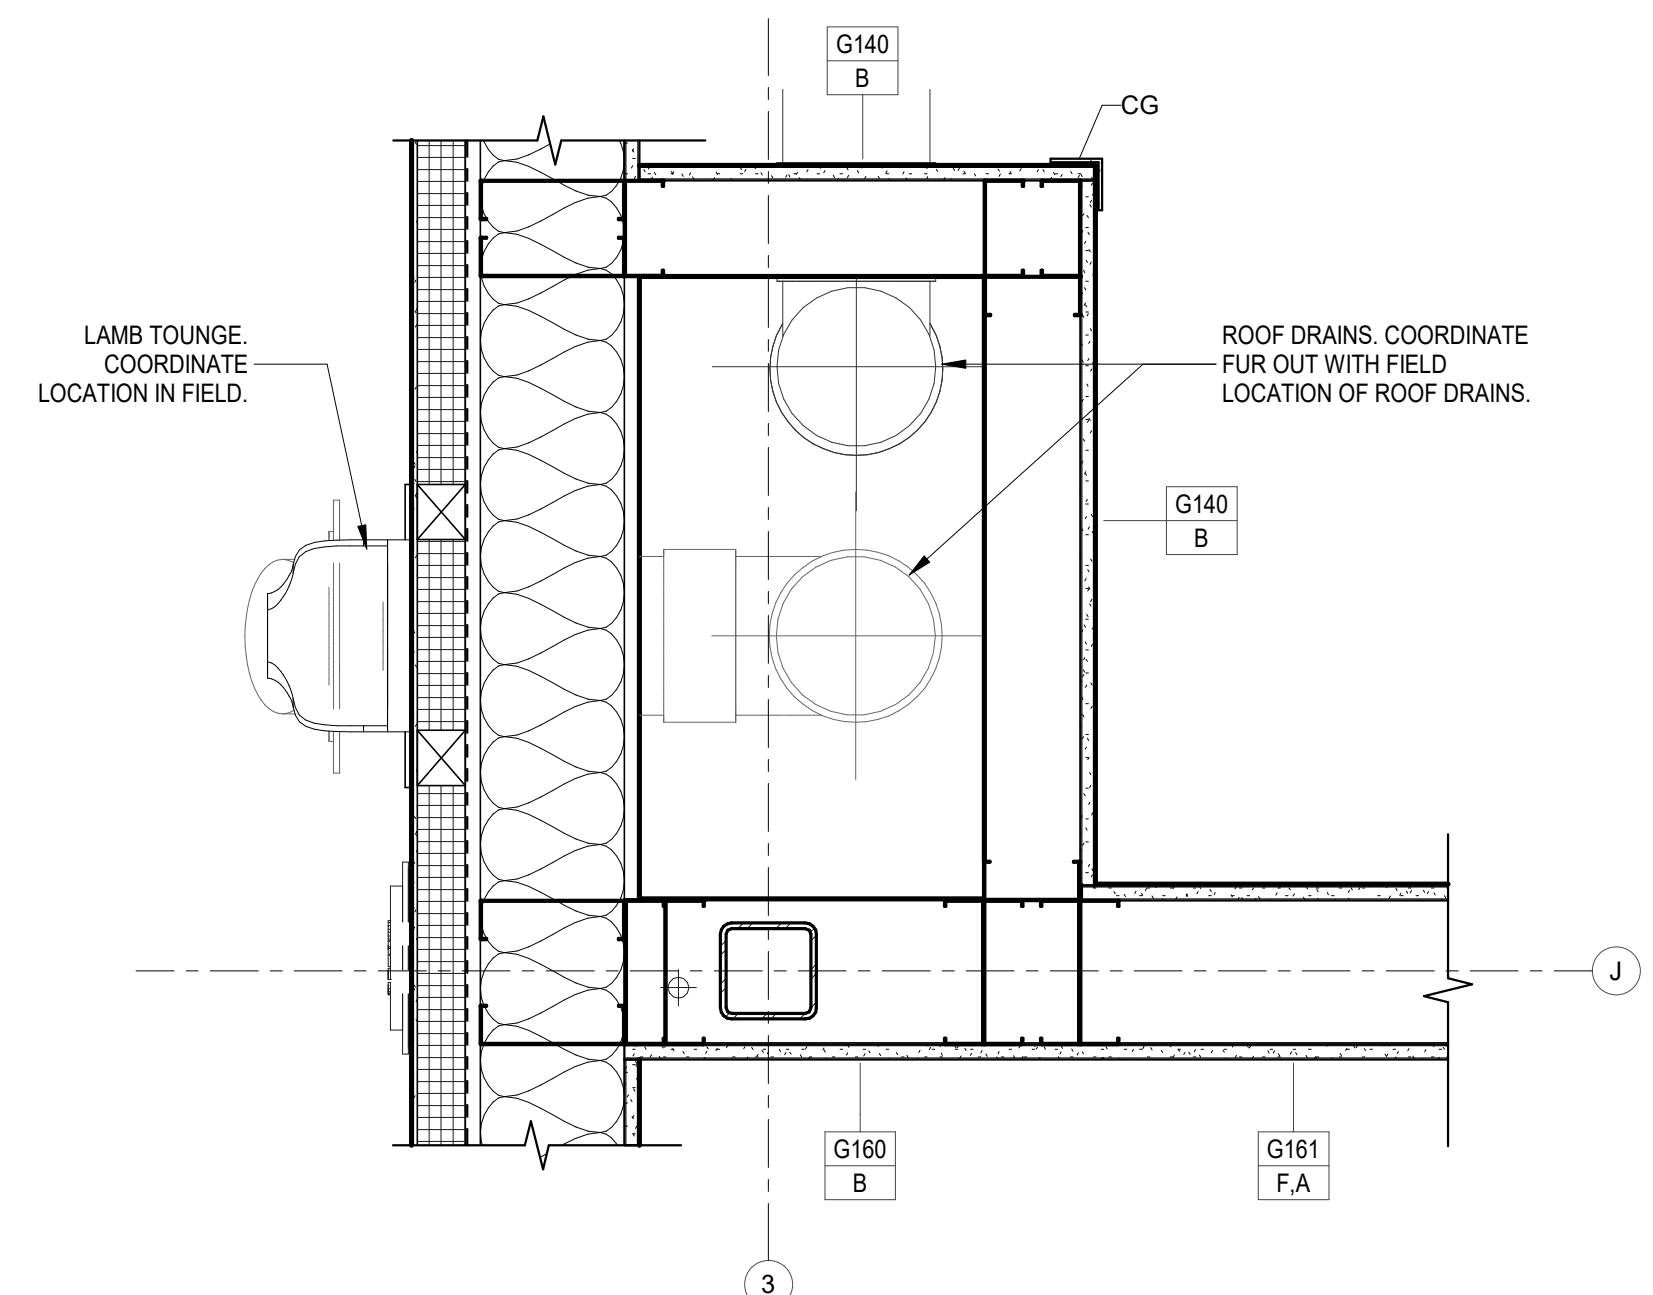 G140
B
CG
LAMB TOUNGE.
COORDINATE
LOCATION IN FIELD.
ROOF DRAINS. COORDINATE
FUR OUT WITH FIELD
LOCATION OF ROOF DRAINS.
G140
B
J
G160
B
G161
F,A
3